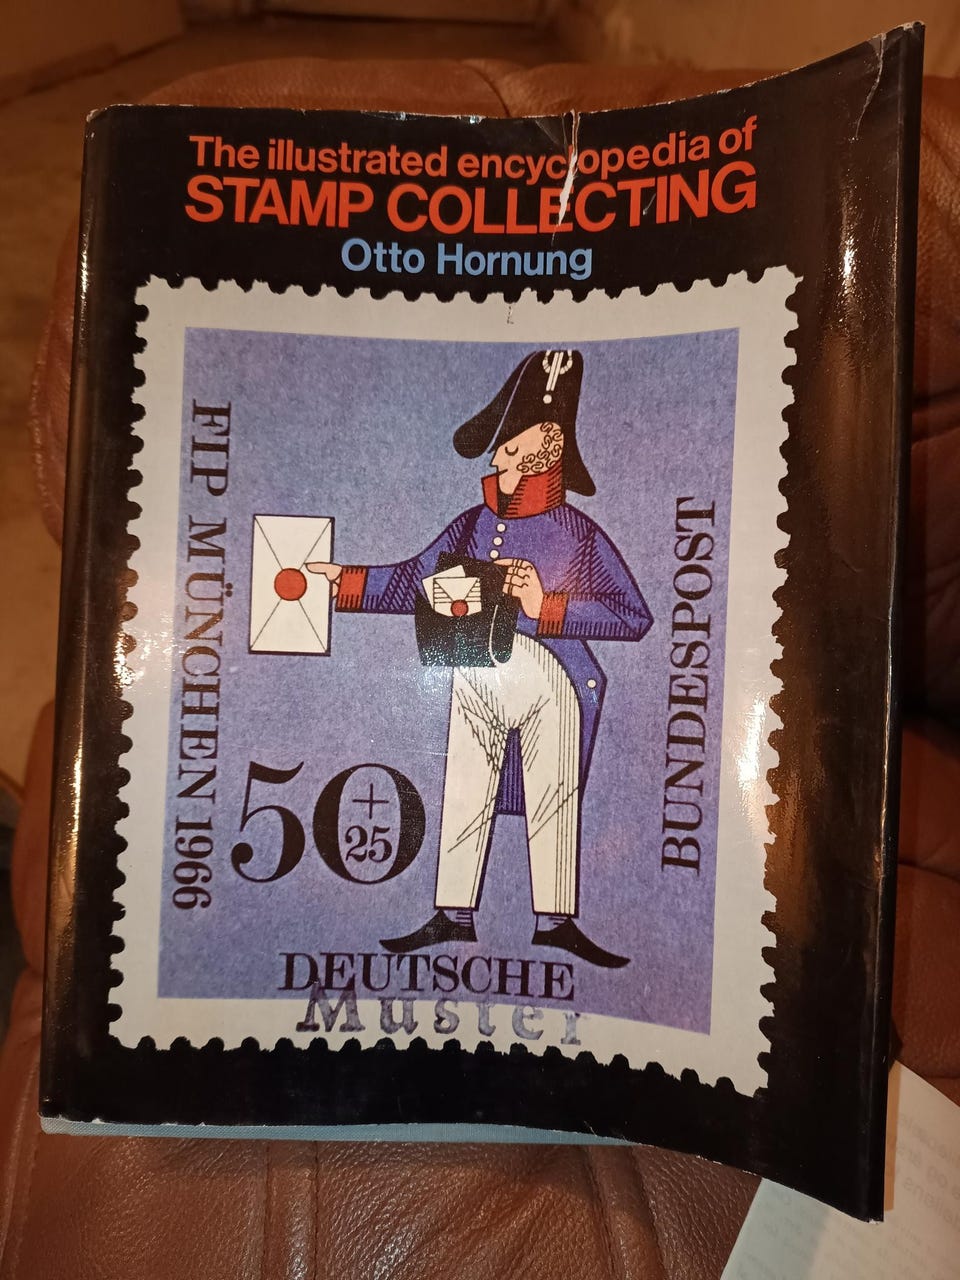 The illustrated encyclopedia of
STAMP COLLECTING
Otto Hornung
FIP MÜNCHEN 1966
50
+
25
BUNDESPOST
DEUTSCHE
Muster